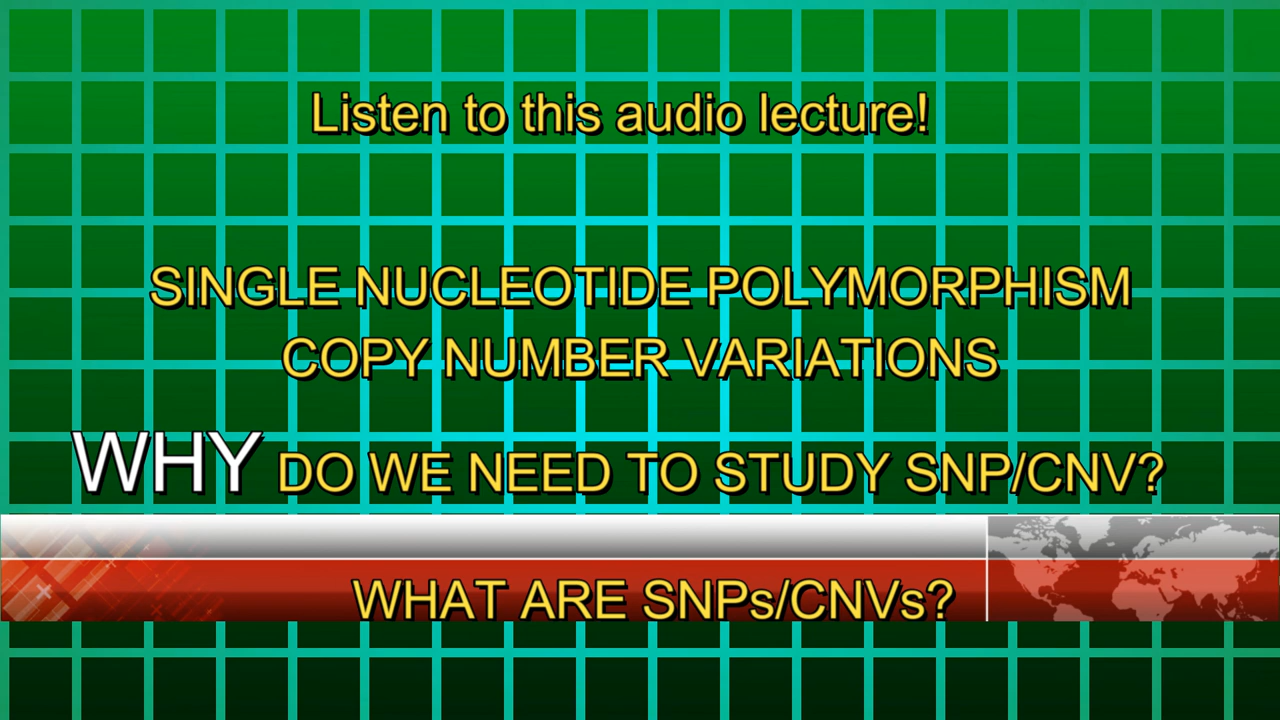 Listen to this audio lecture!
SINGLE NUCLEOTIDE POLYMORPHISM
COPY NUMBER VARIATIONS
WHY DO WE NEED TO STUDY SNP/CNV?
WHAT ARE SNPs/CNVs?